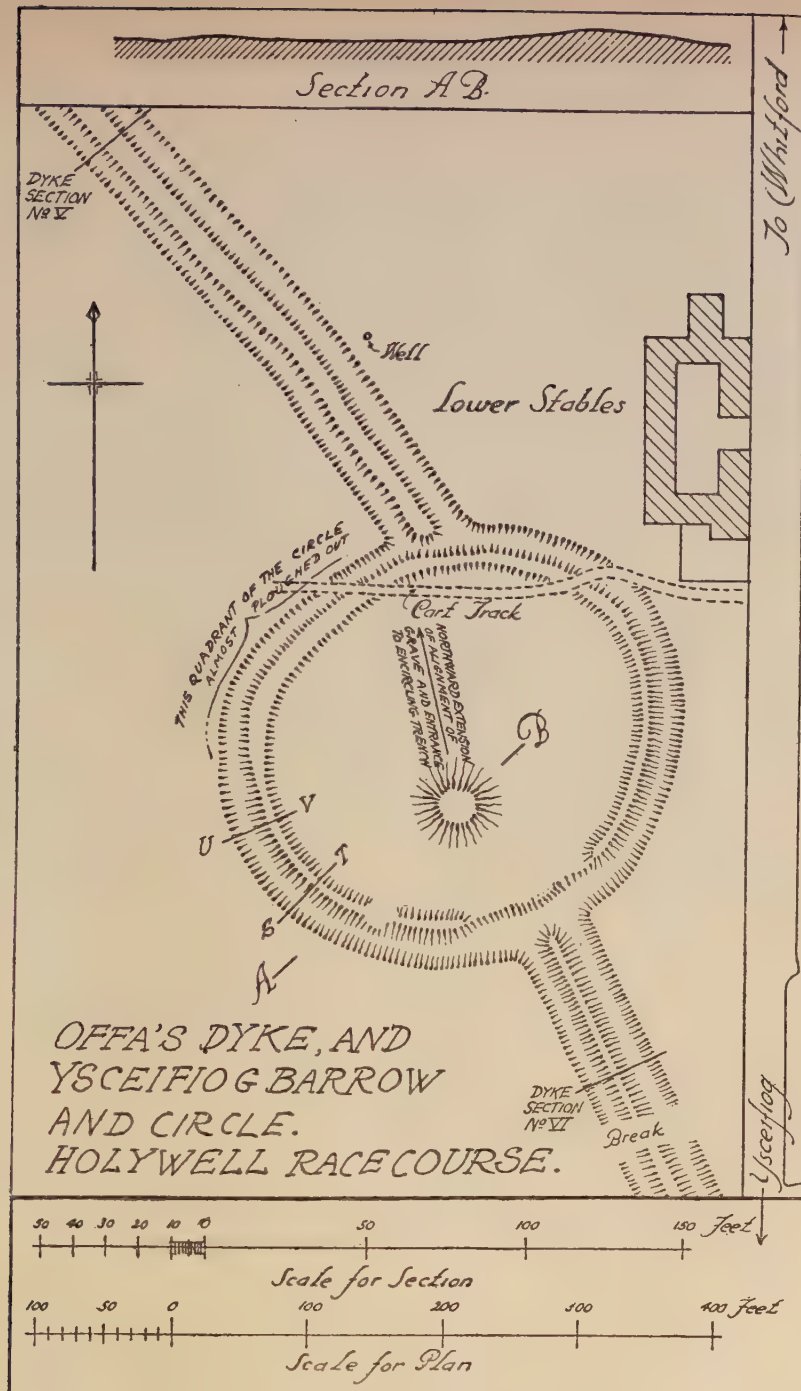 Section A B.
To Whitford
DYKE
SECTION
No V
Well
Lower Stables
THIS QUADRANT OF THE CIRCLE
ALMOST PLOUGHED OUT
Cart Track
NORTHWARD EXTENSION
OF ALIGNMENT OF
GRAVE AND ENTRANCE
TO ENCIRCLING TRENCH
B
V
U
T
S
A
OFFA'S DYKE, AND
YSCEIFIOG BARROW
AND CIRCLE.
HOLYWELL RACECOURSE.
DYKE
SECTION
No VI
Break
Ysceifiog
50 40 30 20 10 0 50 100 150 Feet
Scale for Section
100 50 0 100 200 300 400 Feet
Scale for Plan